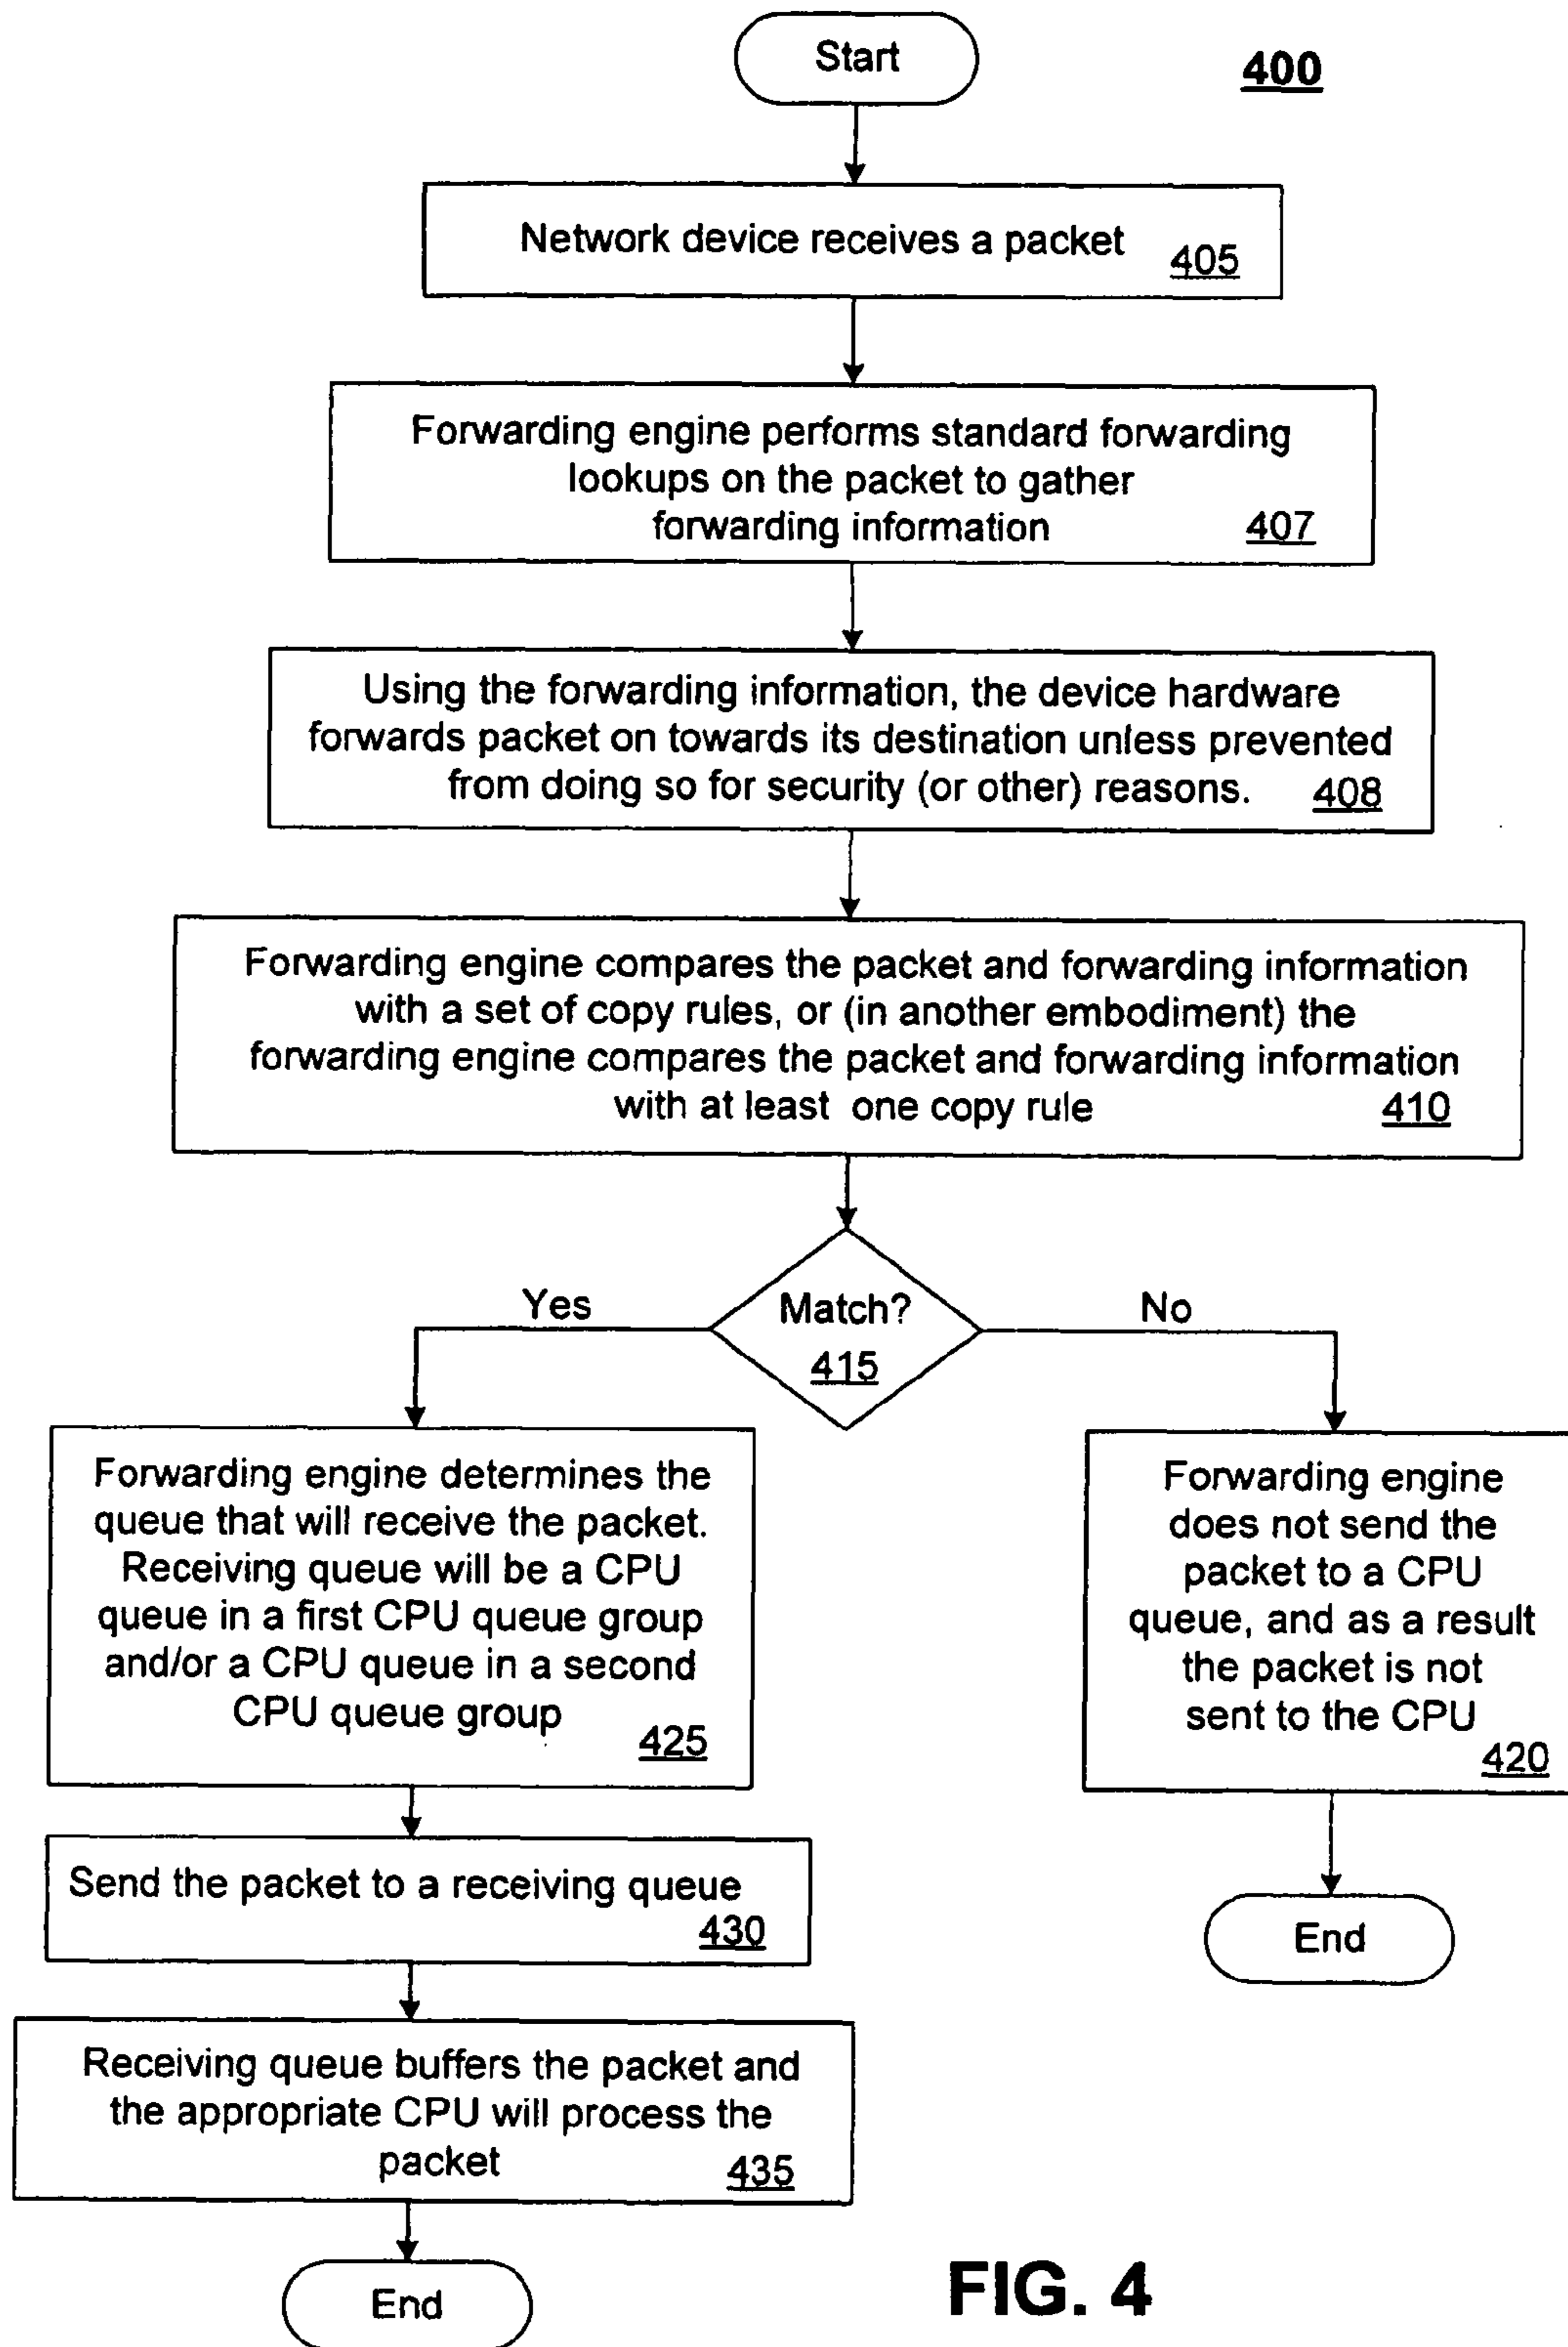 Start
400
Network device receives a packet
405
Forwarding engine performs standard forwarding
lookups on the packet to gather
forwarding information
407
Using the forwarding information, the device hardware
forwards packet on towards its destination unless prevented
from doing so for security (or other) reasons.
408
Forwarding engine compares the packet and forwarding information
with a set of copy rules, or (in another embodiment) the
forwarding engine compares the packet and forwarding information
with at least one copy rule
410
Match?
415
Yes
No
Forwarding engine determines the
queue that will receive the packet.
Receiving queue will be a CPU
queue in a first CPU queue group
and/or a CPU queue in a second
CPU queue group
425
Forwarding engine
does not send the
packet to a CPU
queue, and as a result
the packet is not
sent to the CPU
420
Send the packet to a receiving queue
430
End
Receiving queue buffers the packet and
the appropriate CPU will process the
packet
435
End
FIG. 4